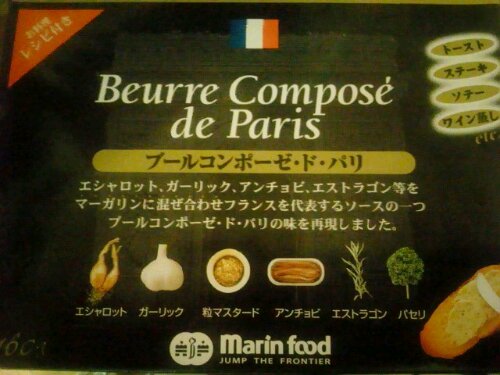 お料理
レシピ付き
トースト
ステーキ
ソテー
ワイン蒸し
etc
Beurre Composé
de Paris
ブールコンポーゼ・ド・パリ
エシャロット、ガーリック、アンチョビ、エストラゴン等を
マーガリンに混ぜ合わせフランスを代表するソースの一つ
ブールコンポーゼ・ド・パリの味を再現しました。
エシャロット ガーリック 粒マスタード アンチョビ エストラゴン パセリ
Marin food
JUMP THE FRONTIER